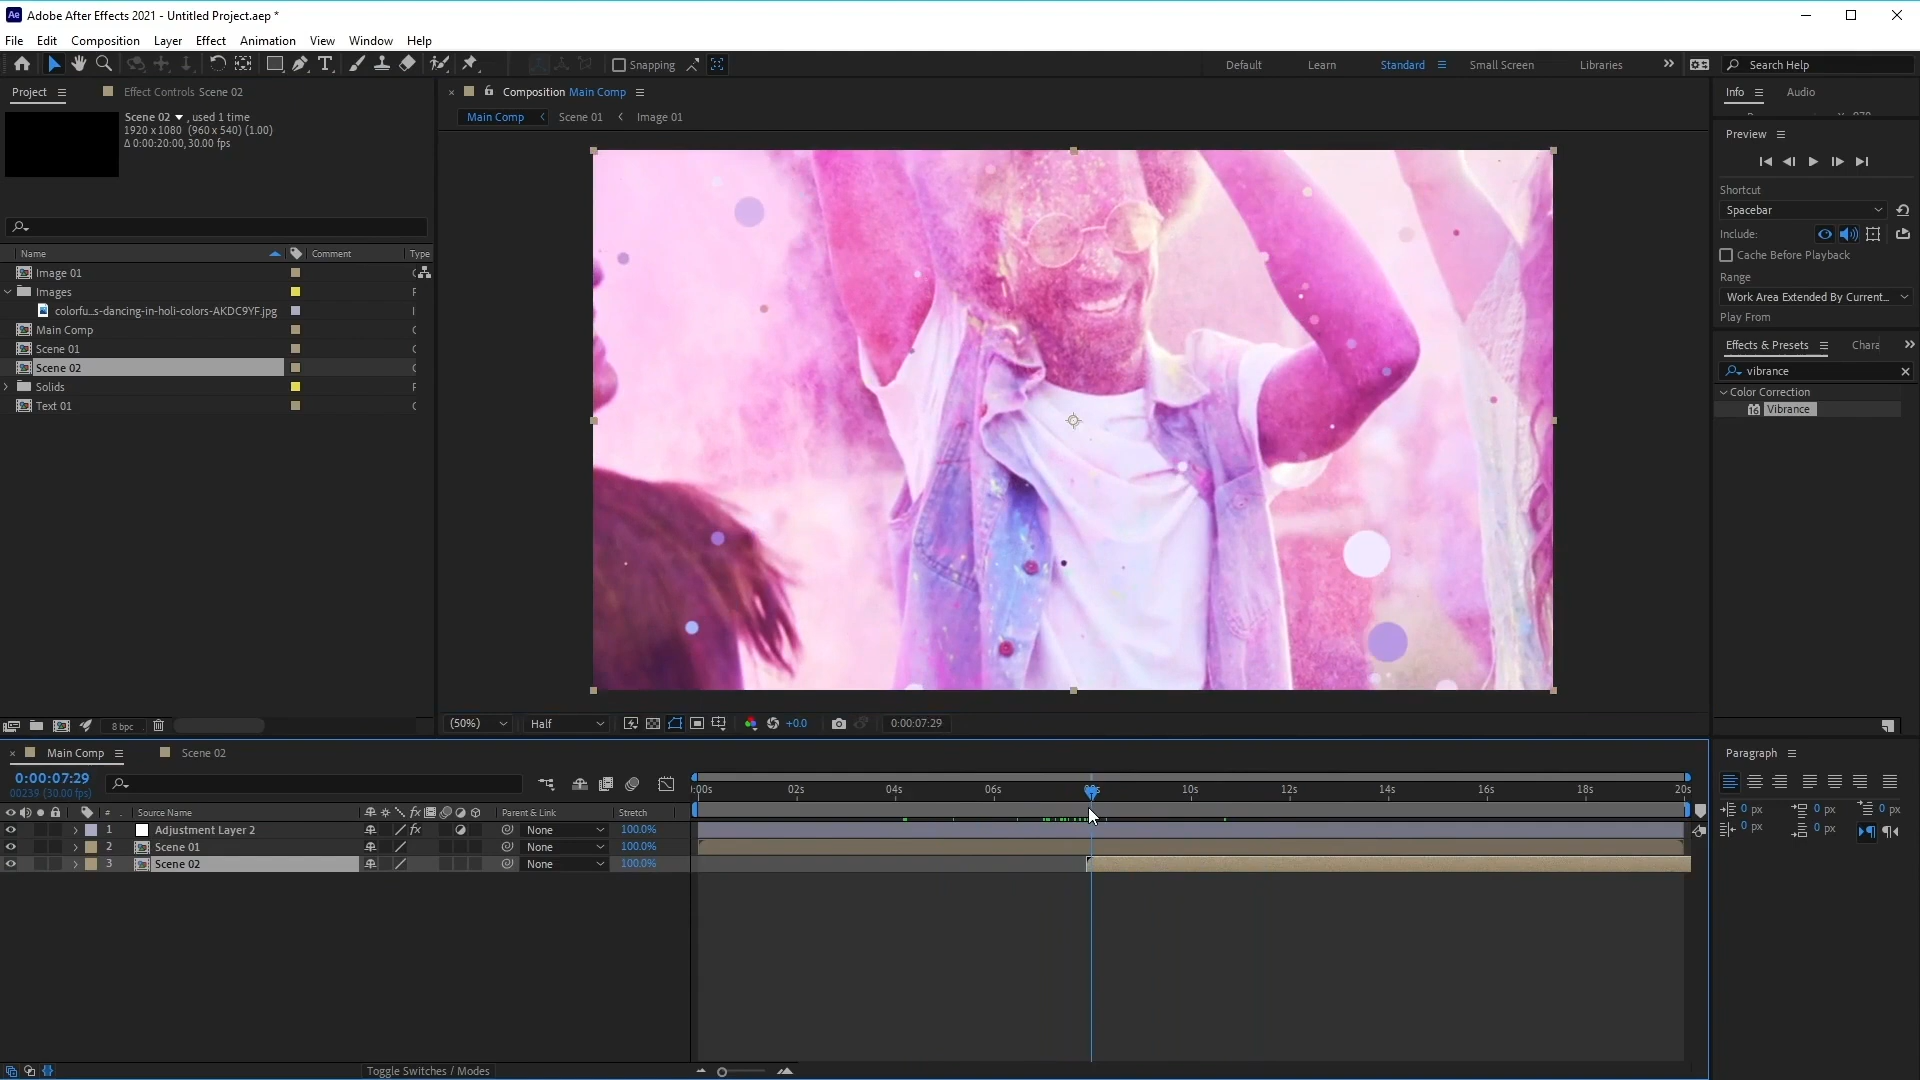 Adobe After Effects 2021 - Untitled Project.aep *
File Edit Composition Layer Effect Animation View Window Help
Snapping
Default Learn Standard Small Screen Libraries
Search Help
Project
Effect Controls Scene 02
Composition Main Comp
Info Audio
Scene 02 , used 1 time
1920 x 1080 (960 x 540) (1.00)
Δ 0:00:20:00, 30.00 fps
Main Comp Scene 01 Image 01
Preview
Shortcut
Spacebar
Include:
Cache Before Playback
Range
Work Area Extended By Current...
Play From
Name Comment Type
Image 01
Images
colorfu...s-dancing-in-holi-colors-AKDC9YF.jpg
Main Comp
Scene 01
Scene 02
Solids
Text 01
Effects & Presets Chara
vibrance
Color Correction
Vibrance
8 bpc
(50%) Half +0.0 0:00:07:29
Main Comp Scene 02
Paragraph
0:00:07:29
00239 (30.00 fps)
:00s 02s 04s 06s 10s 12s 14s 16s 18s 20s
# Source Name fx Parent & Link Stretch
1 Adjustment Layer 2 fx None 100.0%
2 Scene 01 None 100.0%
3 Scene 02 None 100.0%
0 px 0 px 0 px
0 px 0 px
Toggle Switches / Modes